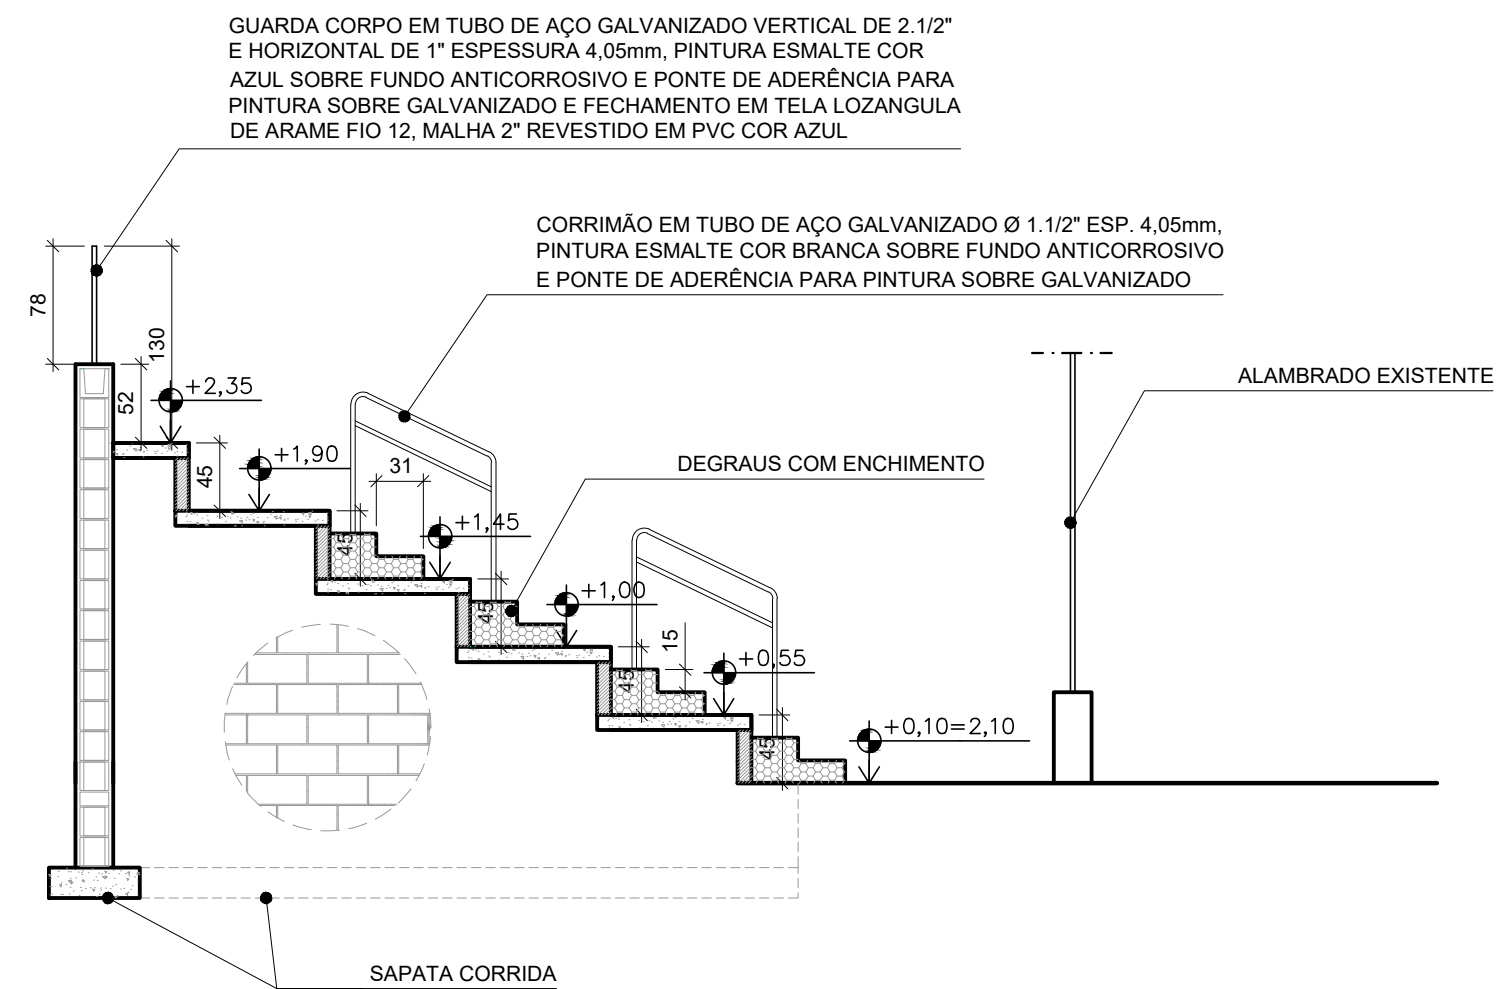 GUARDA CORPO EM TUBO DE AÇO GALVANIZADO VERTICAL DE 2.1/2"
E HORIZONTAL DE 1" ESPESSURA 4,05mm, PINTURA ESMALTE COR
AZUL SOBRE FUNDO ANTICORROSIVO E PONTE DE ADERÊNCIA PARA
PINTURA SOBRE GALVANIZADO E FECHAMENTO EM TELA LOZANGULA
DE ARAME FIO 12, MALHA 2" REVESTIDO EM PVC COR AZUL
CORRIMÃO EM TUBO DE AÇO GALVANIZADO Ø 1.1/2" ESP. 4,05mm,
PINTURA ESMALTE COR BRANCA SOBRE FUNDO ANTICORROSIVO
E PONTE DE ADERÊNCIA PARA PINTURA SOBRE GALVANIZADO
78
130
52
+2,35
ALAMBRADO EXISTENTE
+1,90
45
31
DEGRAUS COM ENCHIMENTO
+1,45
45
+1,00
45
15
+0,55
45
+0,10=2,10
45
SAPATA CORRIDA